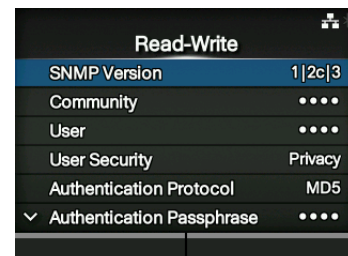 Read-Write
SNMP Version 1|2c|3
Community ••••
User ••••
User Security Privacy
Authentication Protocol MD5
Authentication Passphrase ••••